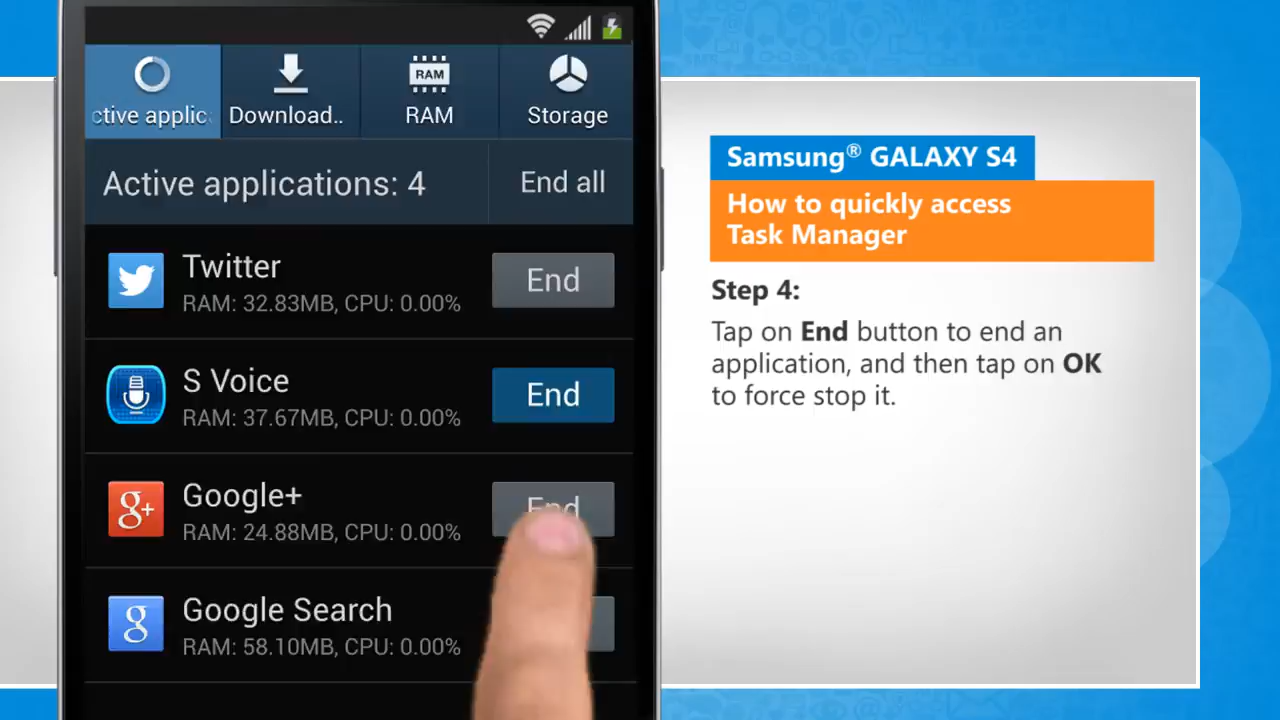 ctive applic
Download..
RAM
RAM
Storage
Active applications: 4
End all
Twitter
RAM: 32.83MB, CPU: 0.00%
End
S Voice
RAM: 37.67MB, CPU: 0.00%
End
Google+
RAM: 24.88MB, CPU: 0.00%
End
Google Search
RAM: 58.10MB, CPU: 0.00%
Samsung® GALAXY S4
How to quickly access
Task Manager
Step 4:
Tap on End button to end an
application, and then tap on OK
to force stop it.